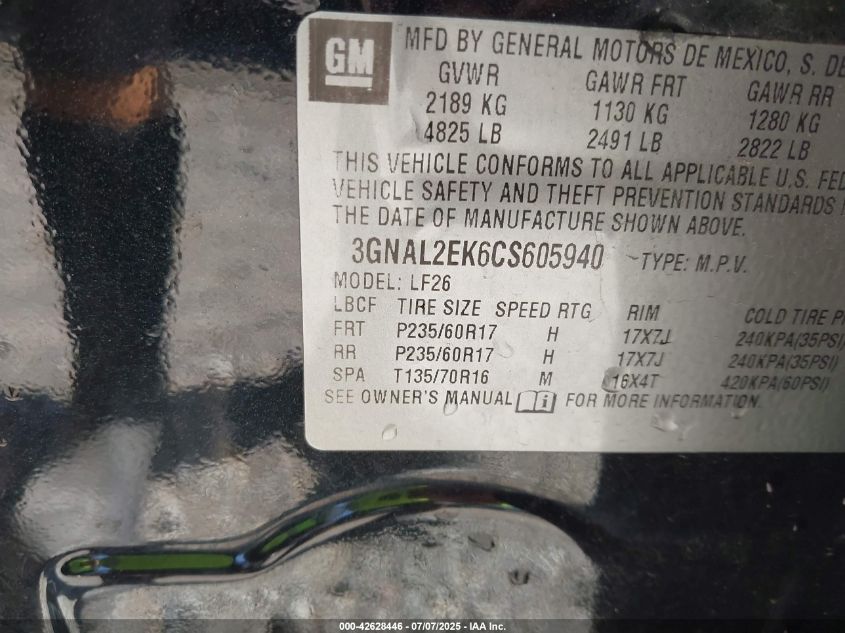 GM
MFD BY GENERAL MOTORS DE MEXICO, S. DE
GVWR GAWR FRT GAWR RR
2189 KG 1130 KG 1280 KG
4825 LB 2491 LB 2822 LB
THIS VEHICLE CONFORMS TO ALL APPLICABLE U.S. FED
VEHICLE SAFETY AND THEFT PREVENTION STANDARDS
THE DATE OF MANUFACTURE SHOWN ABOVE.
3GNAL2EK6CS605940 TYPE: M.P.V.
MODEL: LF26
LBCF TIRE SIZE SPEED RTG RIM COLD TIRE P
FRT P235/60R17 H 17X7J 240KPA(35PSI)
RR P235/60R17 H 17X7J 240KPA(35PSI)
SPA T135/70R16 M 16X4T 420KPA(60PSI)
SEE OWNER'S MANUAL i FOR MORE INFORMATION.
000-42628446 - 07/07/2025 - IAA Inc.